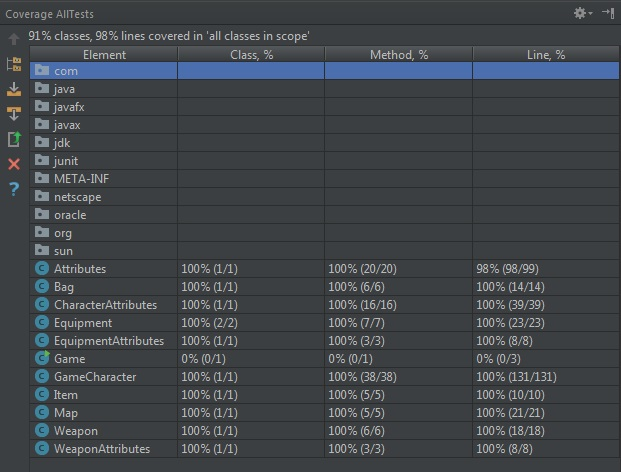 Coverage AllTests
91% classes, 98% lines covered in 'all classes in scope'
Element Class, % Method, % Line, %
com
java
javafx
javax
jdk
junit
META-INF
netscape
oracle
org
sun
Attributes 100% (1/1) 100% (20/20) 98% (98/99)
Bag 100% (1/1) 100% (6/6) 100% (14/14)
CharacterAttributes 100% (1/1) 100% (16/16) 100% (39/39)
Equipment 100% (2/2) 100% (7/7) 100% (23/23)
EquipmentAttributes 100% (1/1) 100% (3/3) 100% (8/8)
Game 0% (0/1) 0% (0/1) 0% (0/3)
GameCharacter 100% (1/1) 100% (38/38) 100% (131/131)
Item 100% (1/1) 100% (5/5) 100% (10/10)
Map 100% (1/1) 100% (5/5) 100% (21/21)
Weapon 100% (1/1) 100% (6/6) 100% (18/18)
WeaponAttributes 100% (1/1) 100% (3/3) 100% (8/8)